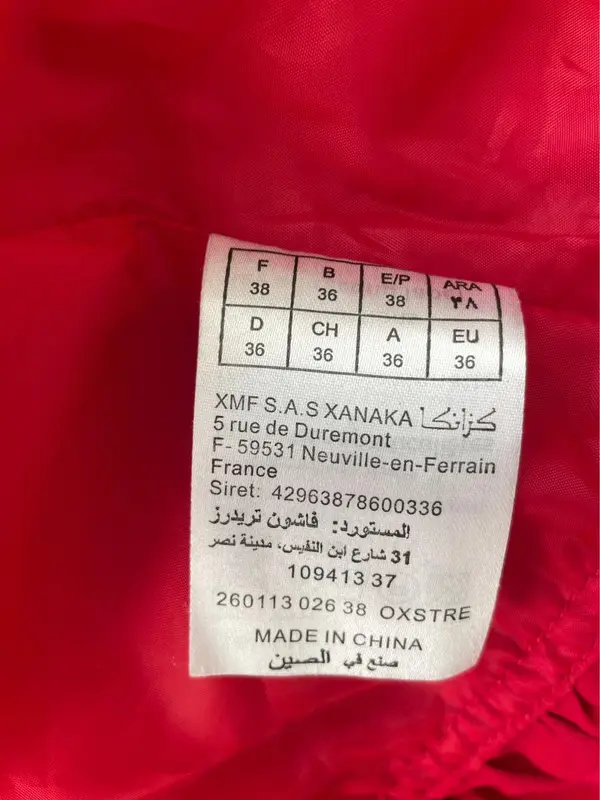 F B E/P ARA
38 36 38 ٣٨
D CH A EU
36 36 36 36
XMF S.A.S XANAKA كزانكا
5 rue de Duremont
F- 59531 Neuville-en-Ferrain
France
Siret: 42963878600336
المستورد: فاشون تريدرز
31 شارع ابن النفيس، مدينة نصر
109413 37
260113 026 38 OXSTRE
MADE IN CHINA
صنع في الصين